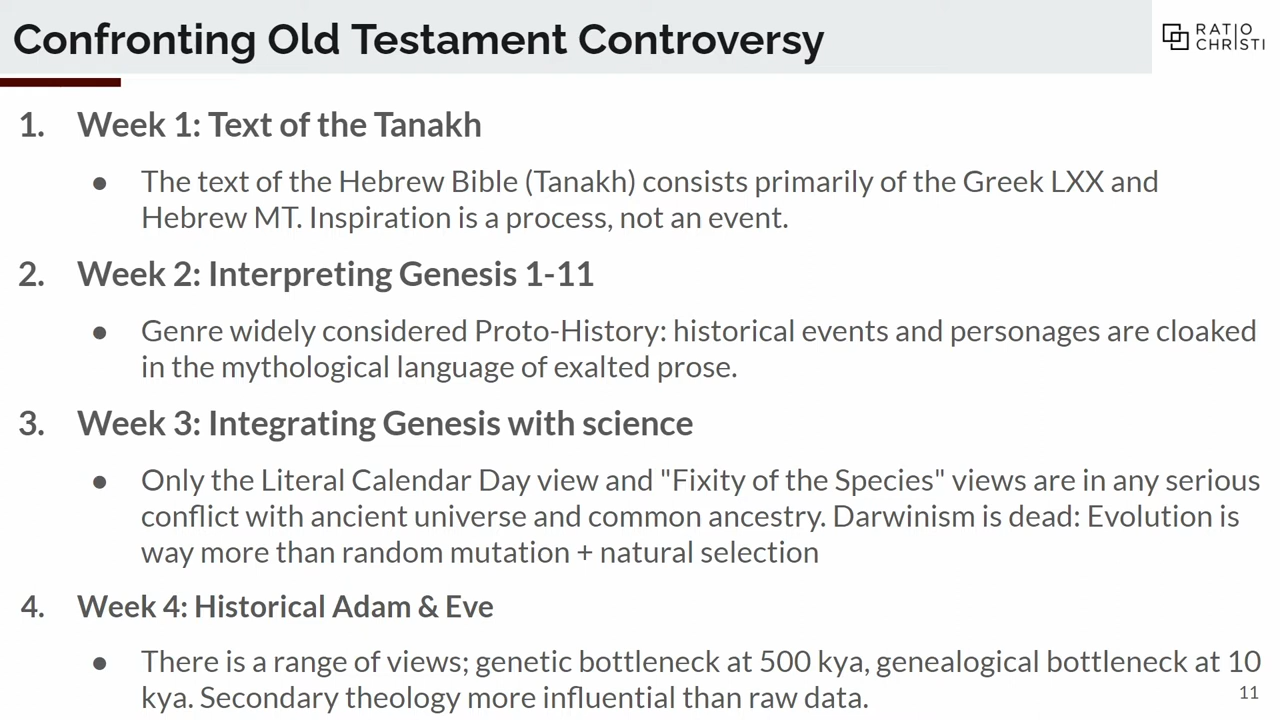 Confronting Old Testament Controversy
RATIO
CHRISTI
1. Week 1: Text of the Tanakh
● The text of the Hebrew Bible (Tanakh) consists primarily of the Greek LXX and
Hebrew MT. Inspiration is a process, not an event.
2. Week 2: Interpreting Genesis 1-11
● Genre widely considered Proto-History: historical events and personages are cloaked
in the mythological language of exalted prose.
3. Week 3: Integrating Genesis with science
● Only the Literal Calendar Day view and "Fixity of the Species" views are in any serious
conflict with ancient universe and common ancestry. Darwinism is dead: Evolution is
way more than random mutation + natural selection
4. Week 4: Historical Adam & Eve
● There is a range of views; genetic bottleneck at 500 kya, genealogical bottleneck at 10
kya. Secondary theology more influential than raw data.
11